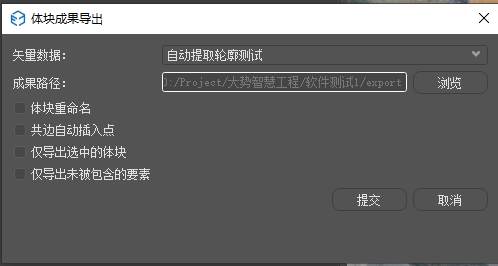 体块成果导出
矢量数据: 自动提取轮廓测试
成果路径: :/Project/大势智慧工程/软件测试1/export 浏览
体块重命名
共边自动插入点
仅导出选中的体块
仅导出未被包含的要素
提交 取消